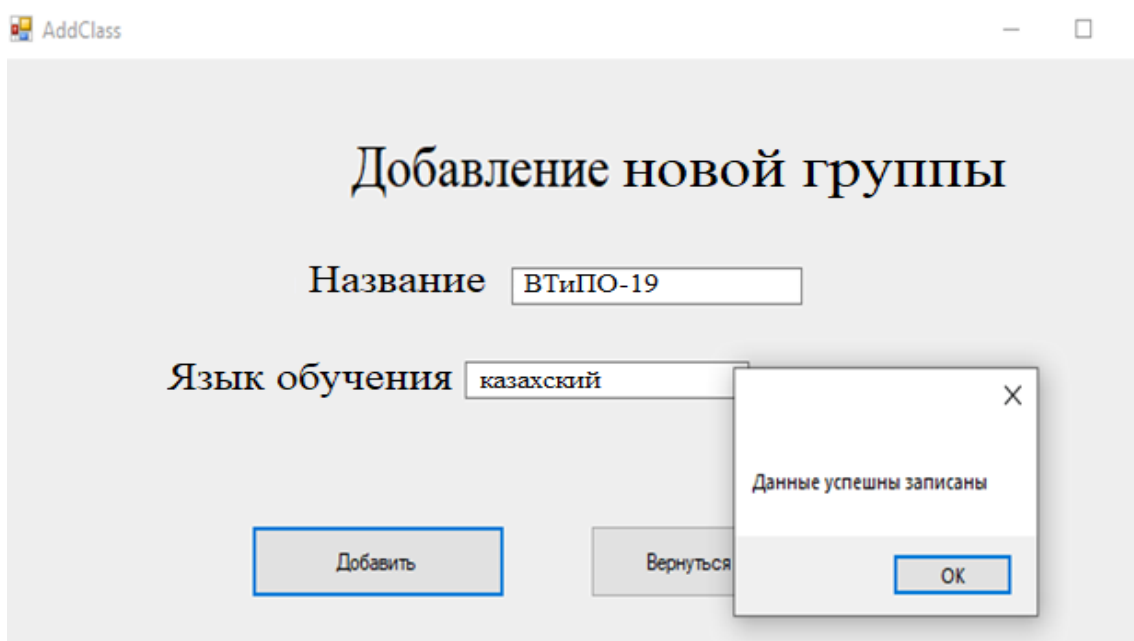 AddClass
Добавление новой группы
Название ВТиПО-19
Язык обучения казахский
Данные успешны записаны
Добавить Вернуться OK